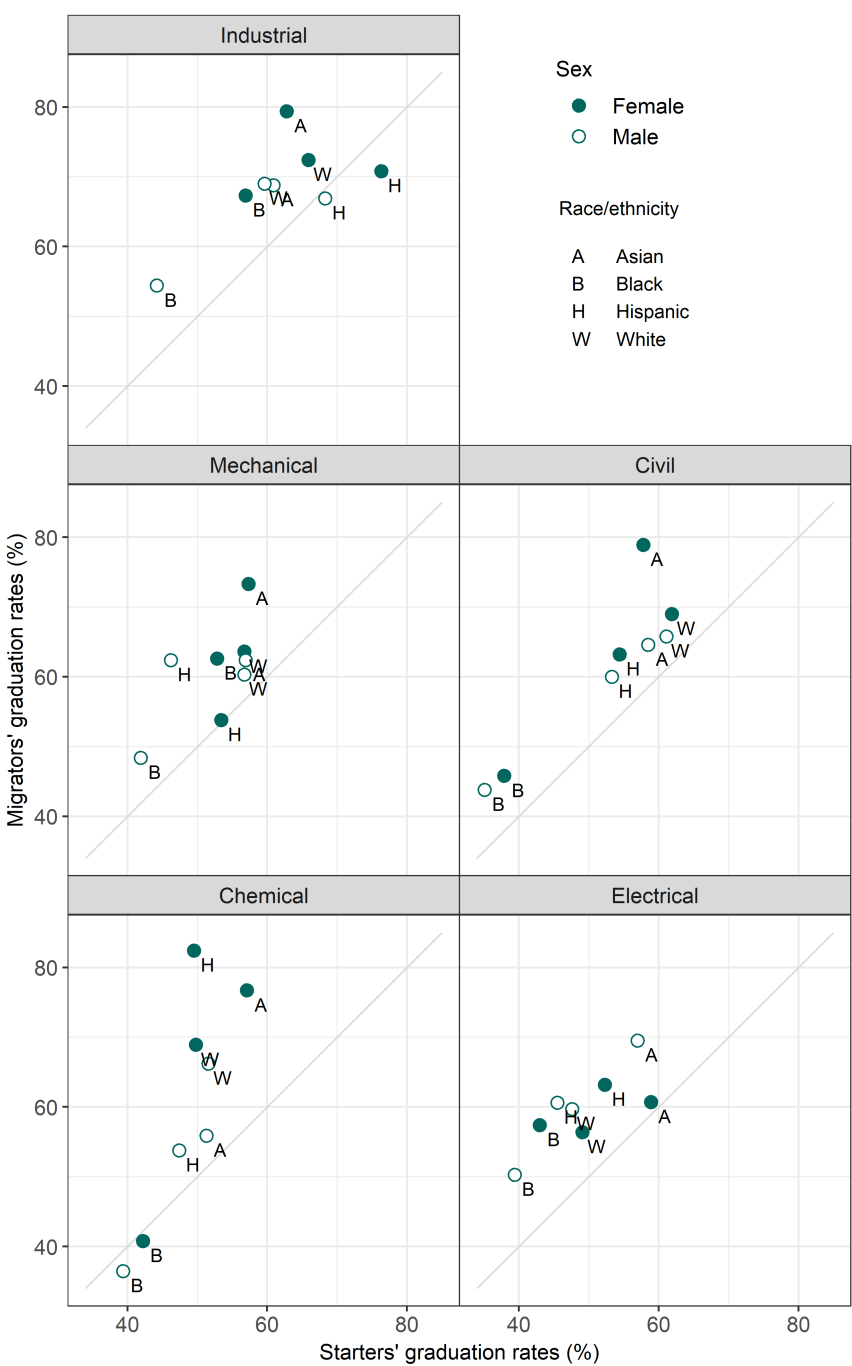 Industrial
Sex
Female
Male
Race/ethnicity
A Asian
B Black
H Hispanic
W White
80
60
40
A
W
H
W
A
B
H
B
Mechanical
Civil
Migrators' graduation rates (%)
80
60
40
A
H
B
W
A
W
H
B
A
W
W
A
H
H
B
B
Chemical
Electrical
80
60
40
H
A
W
W
A
H
B
B
A
H
A
H
W
B
W
B
40
60
80
40
60
80
Starters' graduation rates (%)